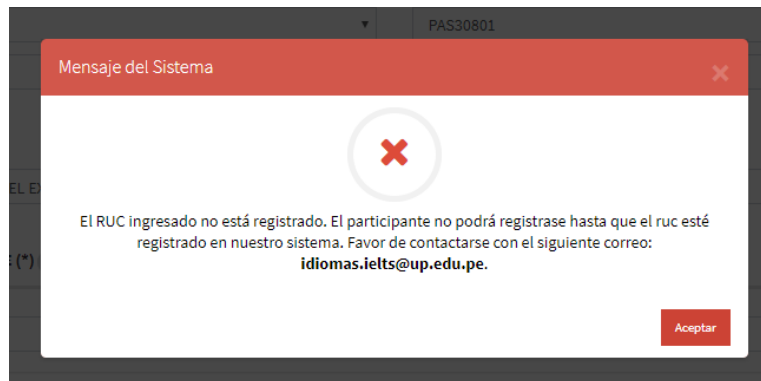 PAS30801
Mensaje del Sistema
EL EX
El RUC ingresado no está registrado. El participante no podrá registrase hasta que el ruc esté
registrado en nuestro sistema. Favor de contactarse con el siguiente correo:
E (*)
idiomas.ielts@up.edu.pe.
Aceptar